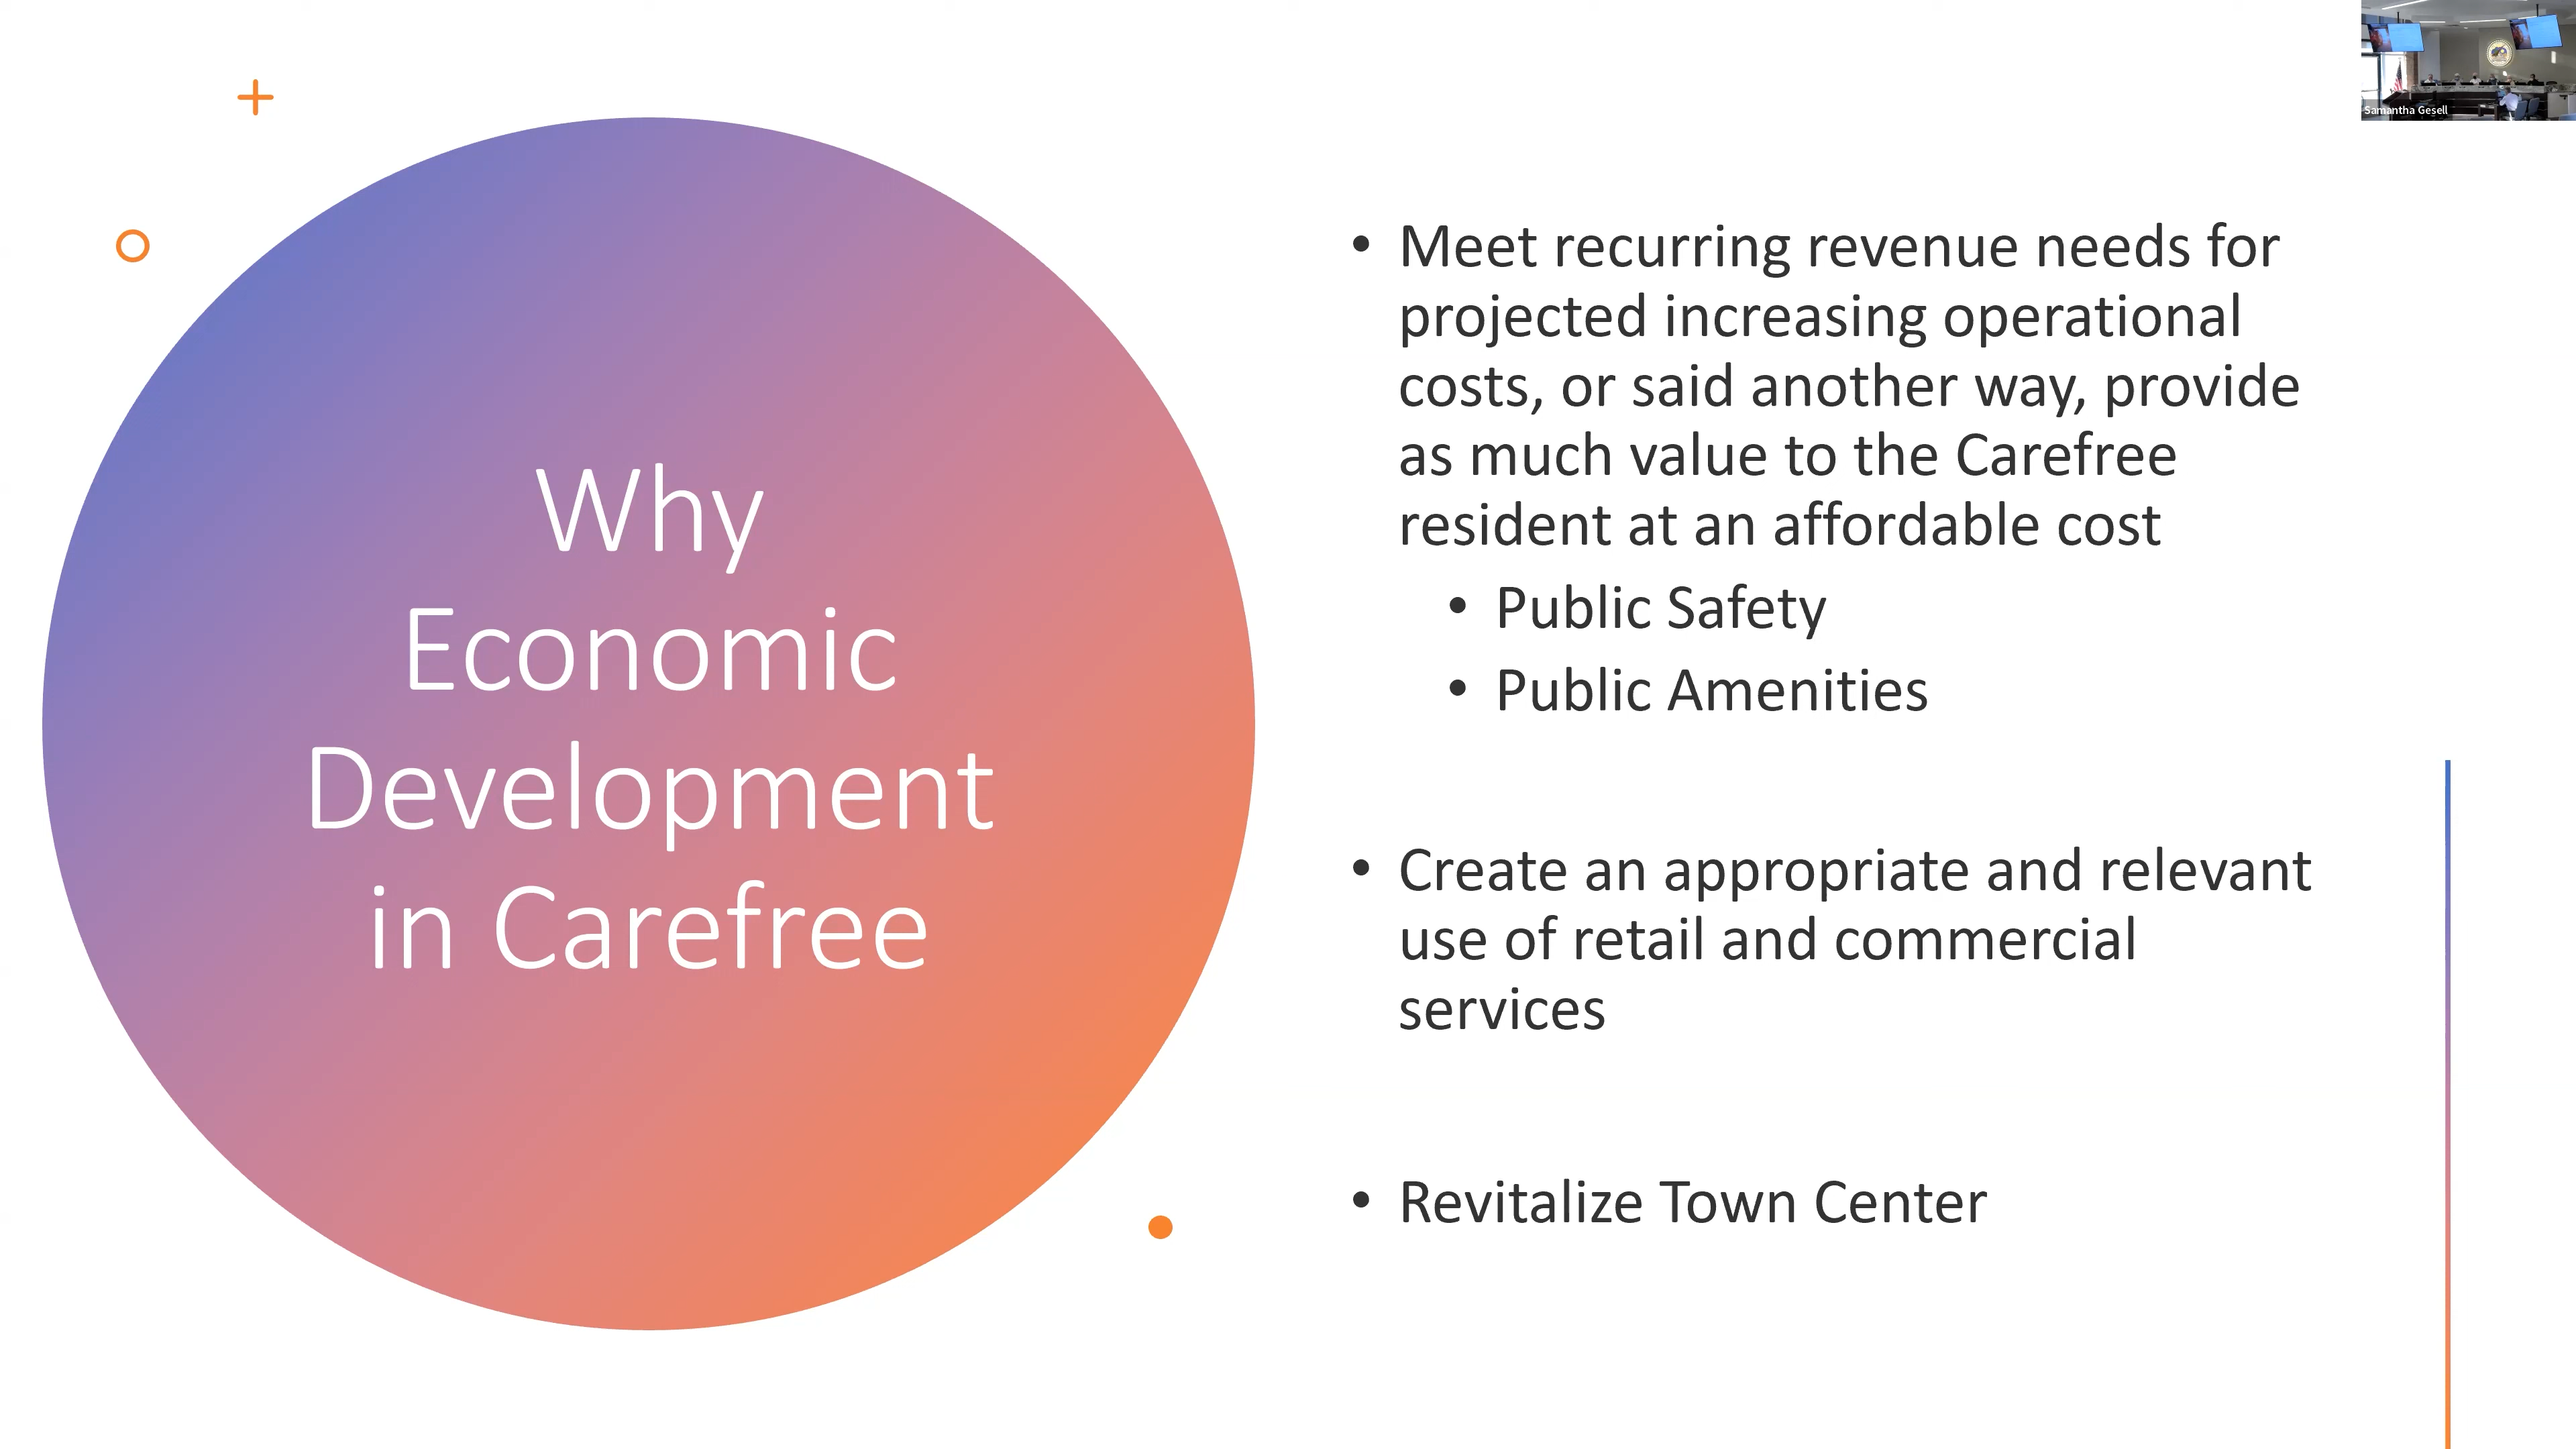 Samantha Gesell
Why
Economic
Development
in Carefree
• Meet recurring revenue needs for
projected increasing operational
costs, or said another way, provide
as much value to the Carefree
resident at an affordable cost
• Public Safety
• Public Amenities
• Create an appropriate and relevant
use of retail and commercial
services
• Revitalize Town Center